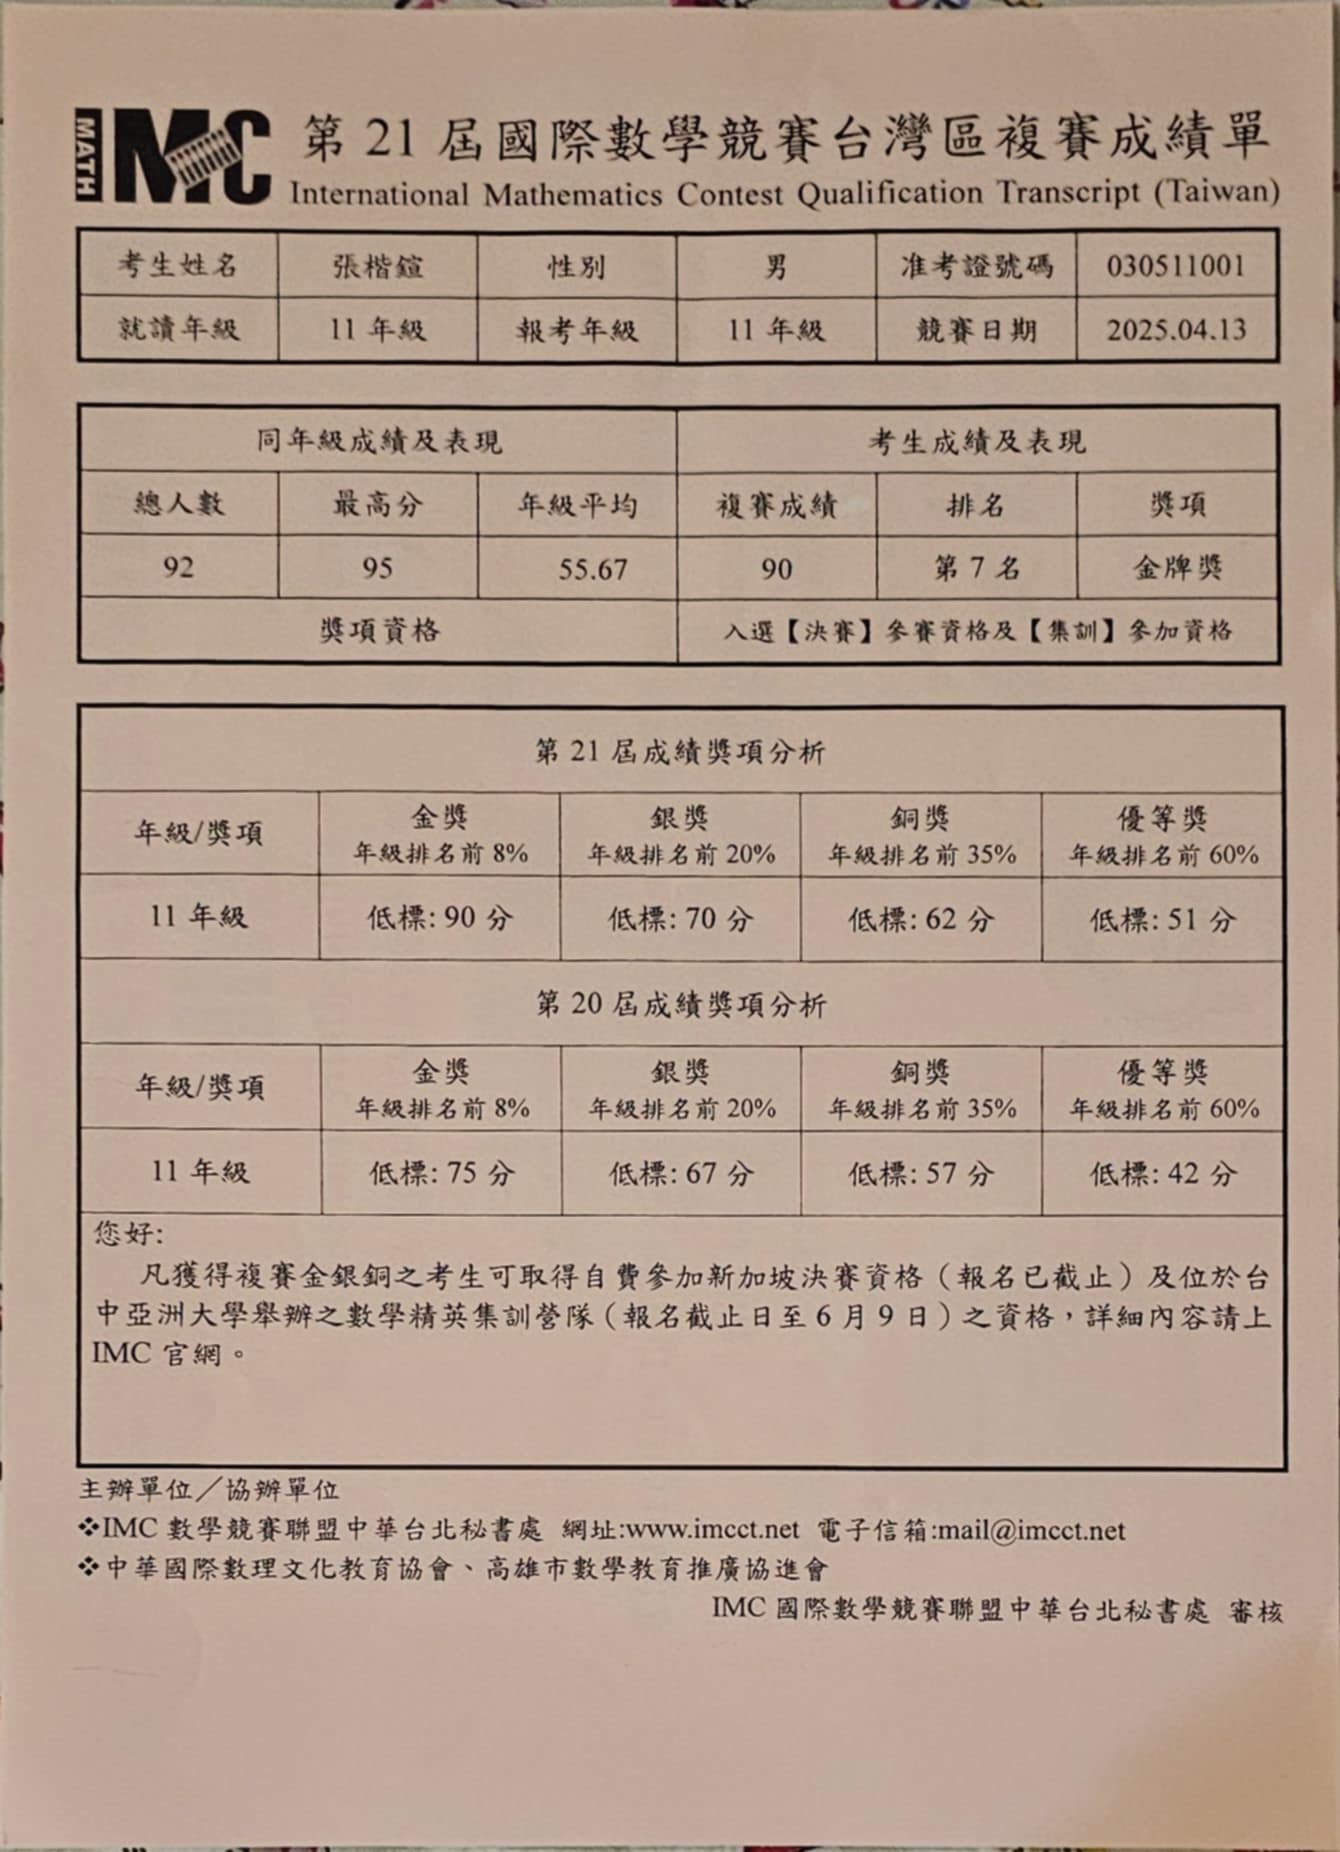 MATH IMC 第 21 屆國際數學競賽台灣區複賽成績單
International Mathematics Contest Qualification Transcript (Taiwan)
考生姓名 張楷鍹 性別 男 准考證號碼 030511001
就讀年級 11 年級 報考年級 11 年級 競賽日期 2025.04.13
同年級成績及表現 考生成績及表現
總人數 最高分 年級平均 複賽成績 排名 獎項
92 95 55.67 90 第 7 名 金牌獎
獎項資格 入選【決賽】參賽資格及【集訓】參加資格
第 21 屆成績獎項分析
年級/獎項 金獎 銀獎 銅獎 優等獎
年級排名前 8% 年級排名前 20% 年級排名前 35% 年級排名前 60%
11 年級 低標: 90 分 低標: 70 分 低標: 62 分 低標: 51 分
第 20 屆成績獎項分析
年級/獎項 金獎 銀獎 銅獎 優等獎
年級排名前 8% 年級排名前 20% 年級排名前 35% 年級排名前 60%
11 年級 低標: 75 分 低標: 67 分 低標: 57 分 低標: 42 分
您好:
凡獲得複賽金銀銅之考生可取得自費參加新加坡決賽資格（報名已截止）及位於台
中亞洲大學舉辦之數學精英集訓營隊（報名截止日至 6 月 9 日）之資格，詳細內容請上
IMC 官網。
主辦單位／協辦單位
❖IMC 數學競賽聯盟中華台北秘書處 網址:www.imcct.net 電子信箱:mail@imcct.net
❖中華國際數理文化教育協會、高雄市數學教育推廣協進會
IMC 國際數學競賽聯盟中華台北秘書處 審核